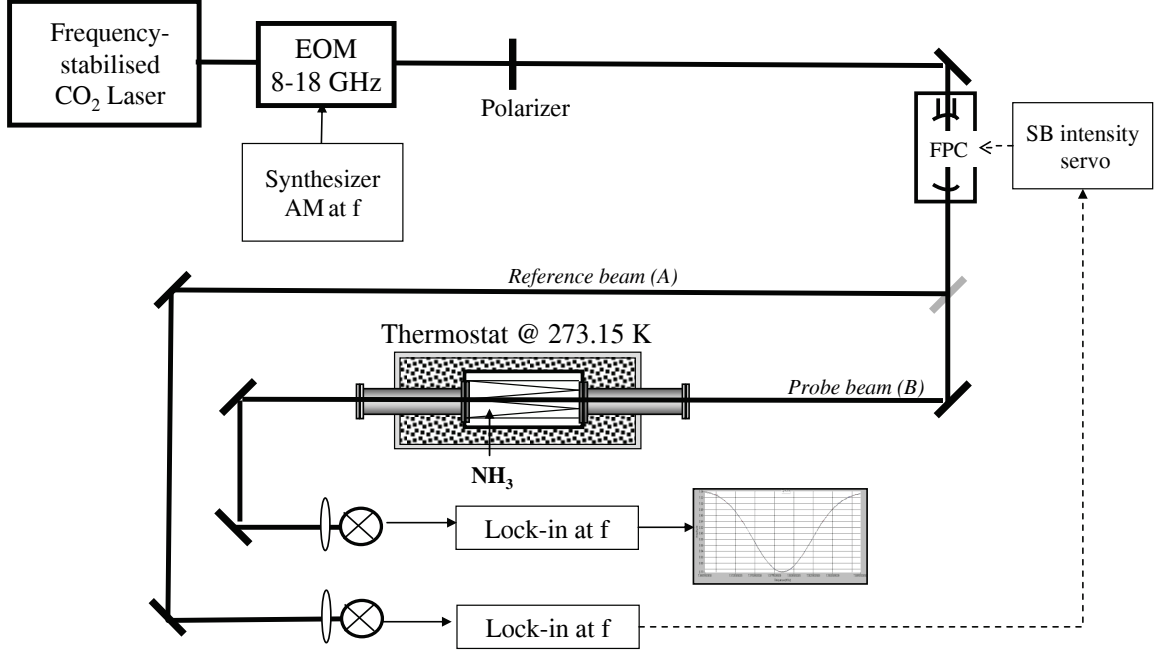 Frequency-
stabilised
CO₂ Laser
EOM
8-18 GHz
Polarizer
Synthesizer
AM at f
FPC
SB intensity
servo
Reference beam (A)
Thermostat @ 273.15 K
Probe beam (B)
NH₃
Lock-in at f
Lock-in at f